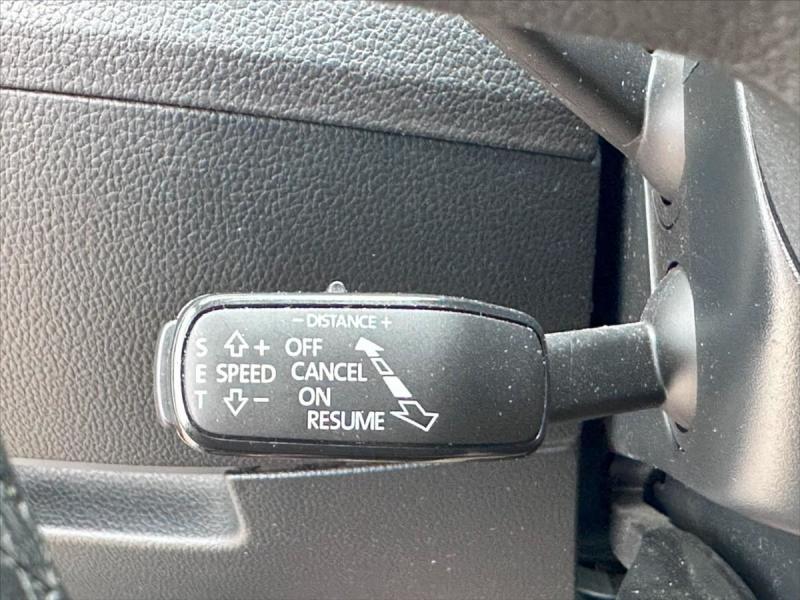 − DISTANCE +
S + OFF
E SPEED CANCEL
T − ON
RESUME